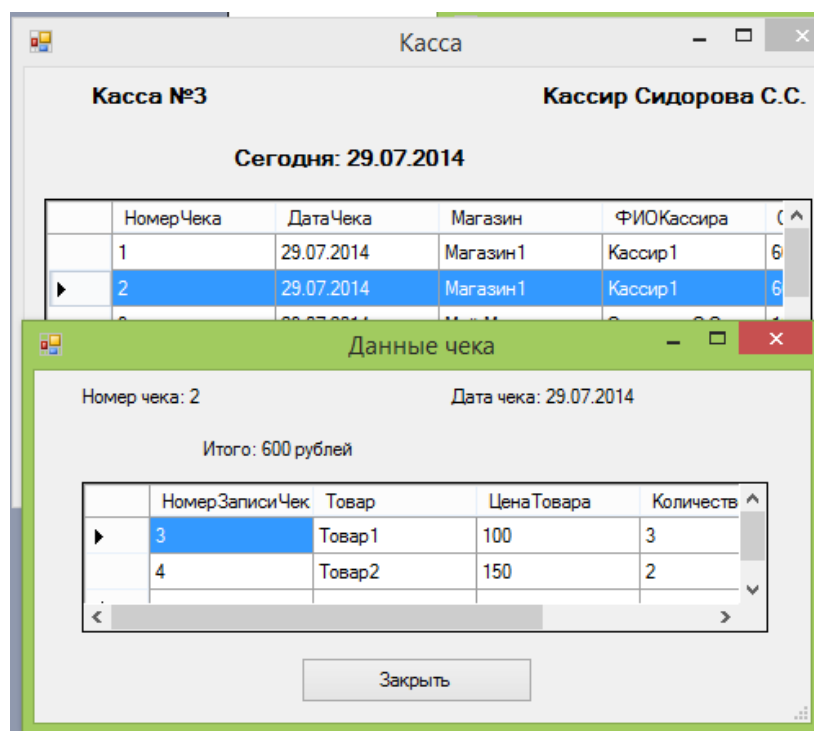 Касса
Касса №3 Кассир Сидорова С.С.
Сегодня: 29.07.2014
НомерЧека ДатаЧека Магазин ФИОКассира
1 29.07.2014 Магазин1 Кассир1
2 29.07.2014 Магазин1 Кассир1
Данные чека
Номер чека: 2 Дата чека: 29.07.2014
Итого: 600 рублей
НомерЗаписиЧек Товар ЦенаТовара Количеств
3 Товар1 100 3
4 Товар2 150 2
Закрыть